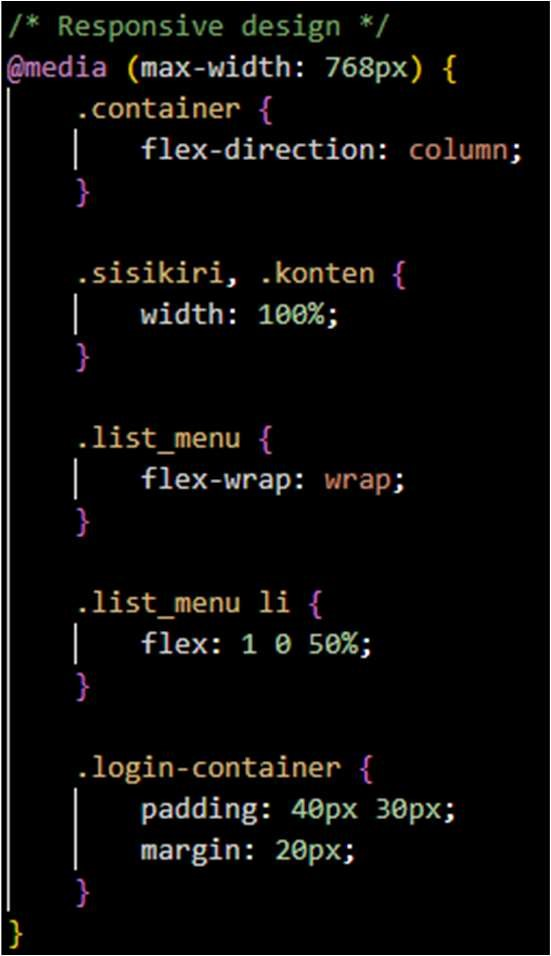 /* Responsive design */
@media (max-width: 768px) {
    .container {
        flex-direction: column;
    }

    .sisikiri, .konten {
        width: 100%;
    }

    .list_menu {
        flex-wrap: wrap;
    }

    .list_menu li {
        flex: 1 0 50%;
    }

    .login-container {
        padding: 40px 30px;
        margin: 20px;
    }
}